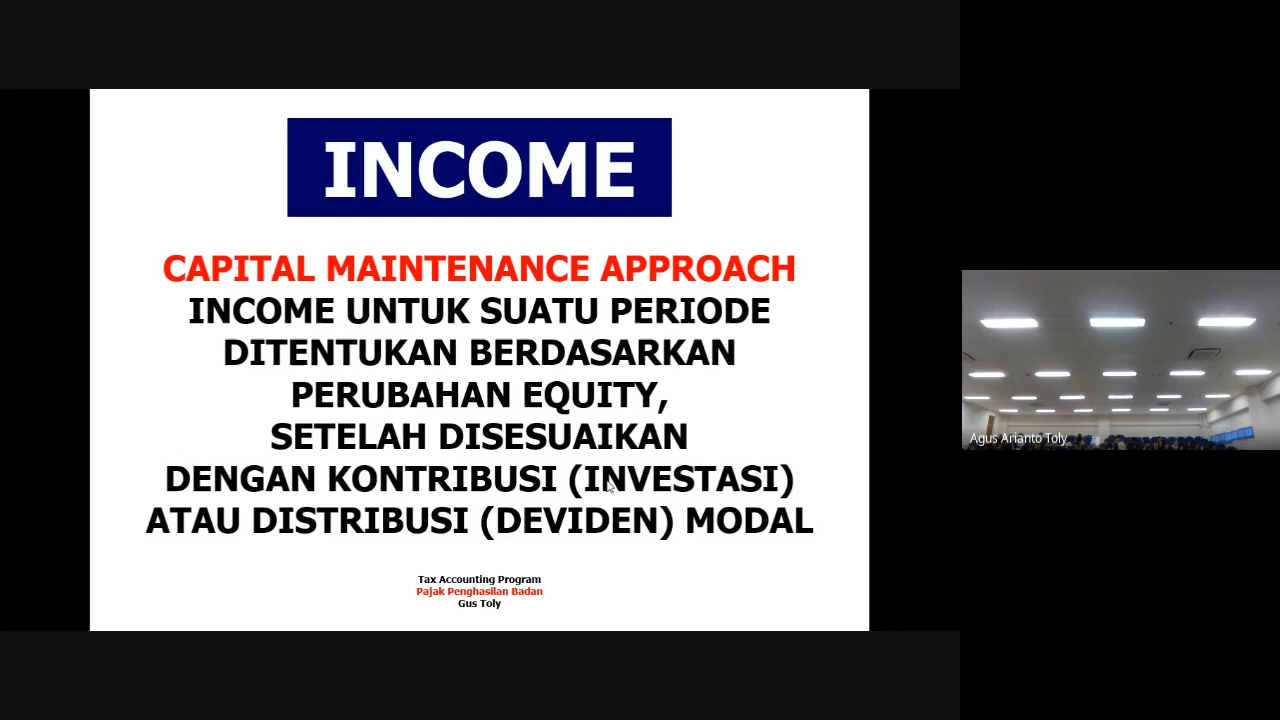 INCOME
CAPITAL MAINTENANCE APPROACH
INCOME UNTUK SUATU PERIODE
DITENTUKAN BERDASARKAN
PERUBAHAN EQUITY,
SETELAH DISESUAIKAN
DENGAN KONTRIBUSI (INVESTASI)
ATAU DISTRIBUSI (DEVIDEN) MODAL
Tax Accounting Program
Pajak Penghasilan Badan
Gus Toly
Agus Arianto Toly